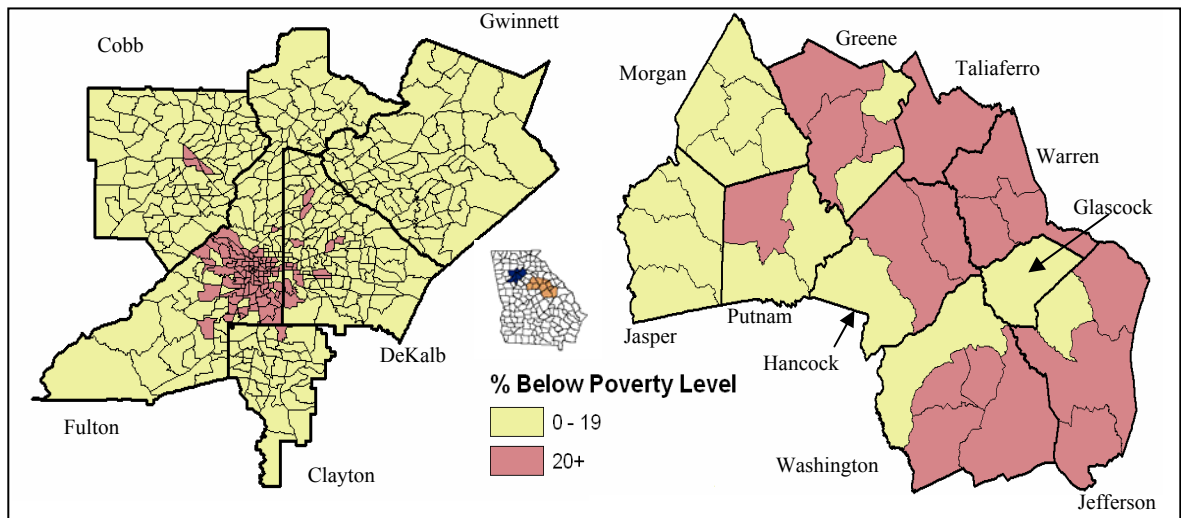 Cobb
Gwinnett
Fulton
DeKalb
Clayton
% Below Poverty Level
0 - 19
20+
Morgan
Greene
Taliaferro
Warren
Glascock
Jasper
Putnam
Hancock
Washington
Jefferson